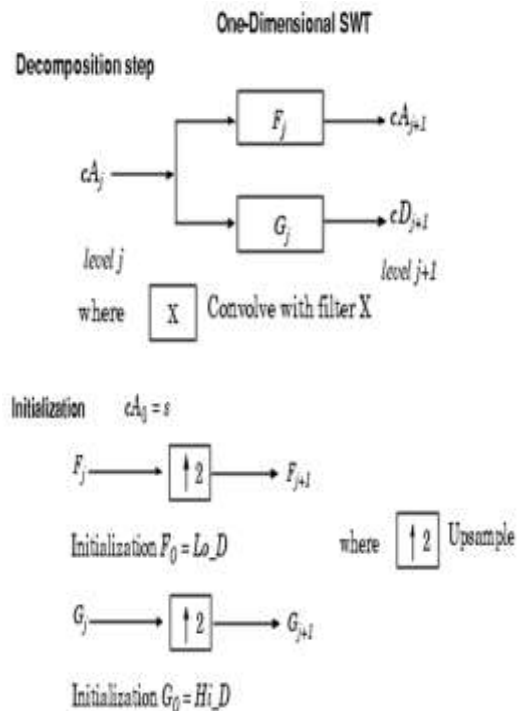 One-Dimensional SWT
Decomposition step
F_j
cA_{j+1}
cA_j
G_j
cD_{j+1}
level j
level j+1
where X Convolve with filter X
Initialization cA_0 = s
F_j ↑ 2 F_{j+1}
Initialization F_0 = Lo_D
where ↑ 2 Upsample
G_j ↑ 2 G_{j+1}
Initialization G_0 = Hi_D